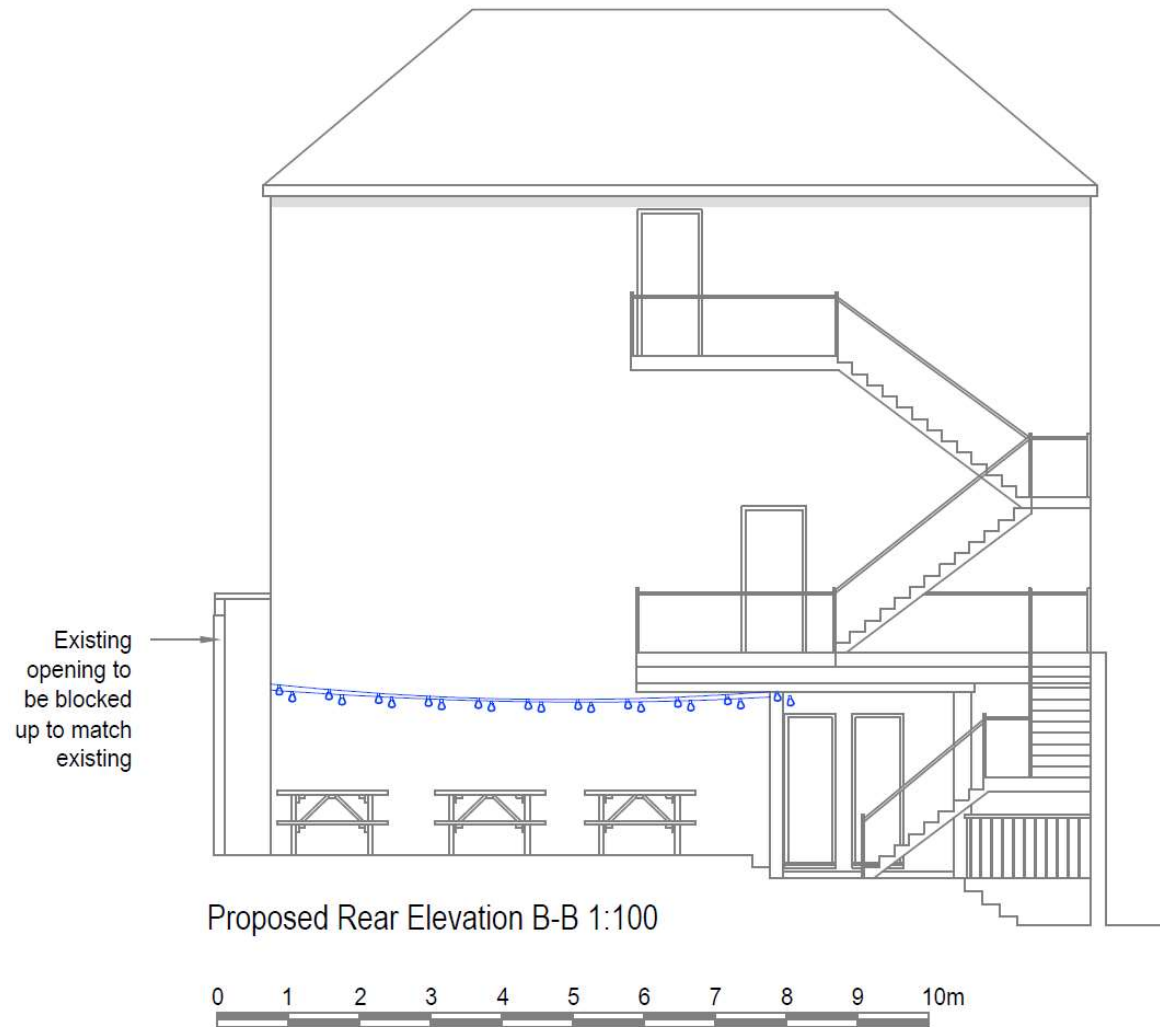 Existing
opening to
be blocked
up to match
existing
Proposed Rear Elevation B-B 1:100
0 1 2 3 4 5 6 7 8 9 10m